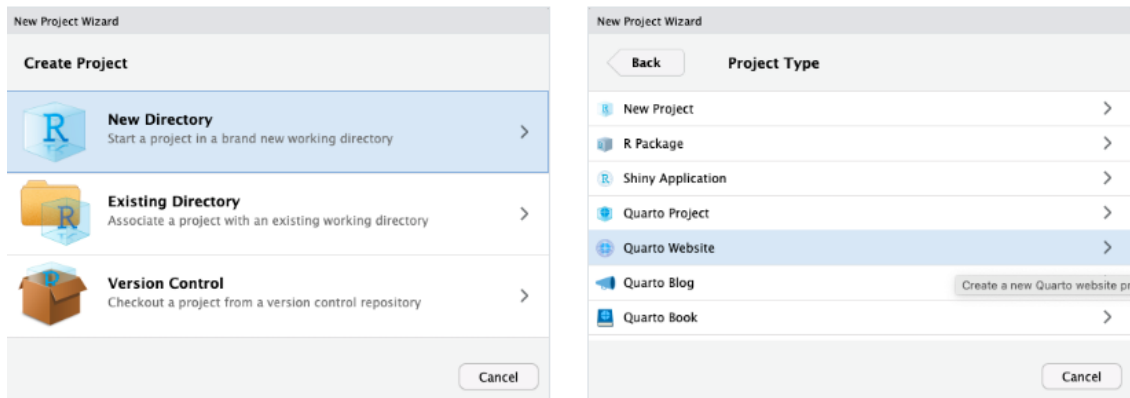 New Project Wizard
Create Project
New Directory
Start a project in a brand new working directory
Existing Directory
Associate a project with an existing working directory
Version Control
Checkout a project from a version control repository
Cancel
New Project Wizard
Back
Project Type
New Project
R Package
Shiny Application
Quarto Project
Quarto Website
Quarto Blog
Create a new Quarto website pr
Quarto Book
Cancel